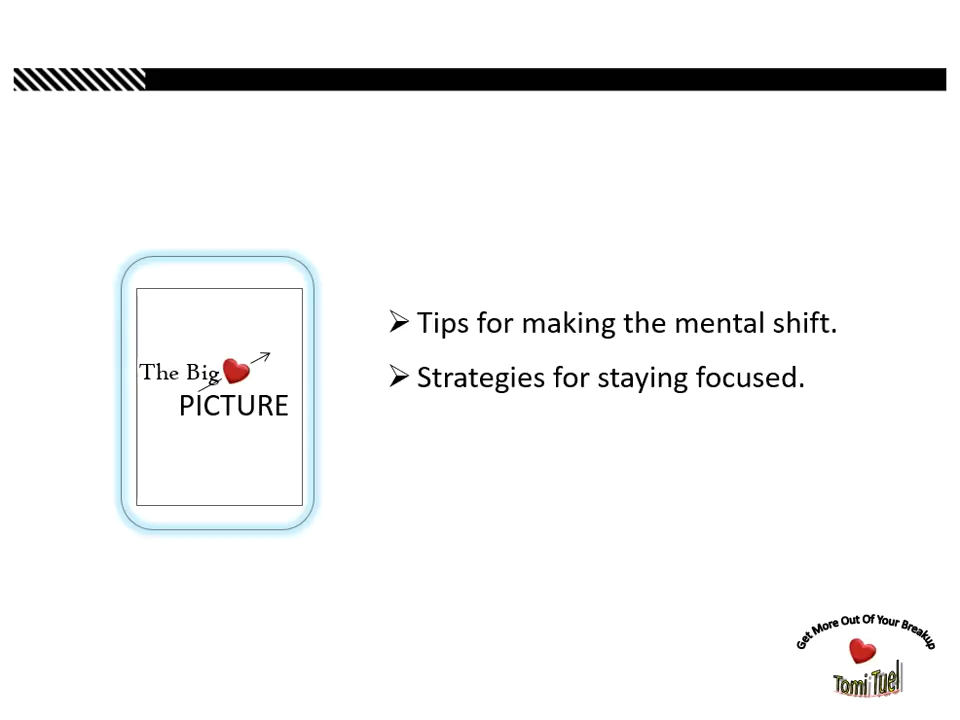 The Big
PICTURE
Tips for making the mental shift.
Strategies for staying focused.
Get More Out Of Your Breakup
Tomi Tuel